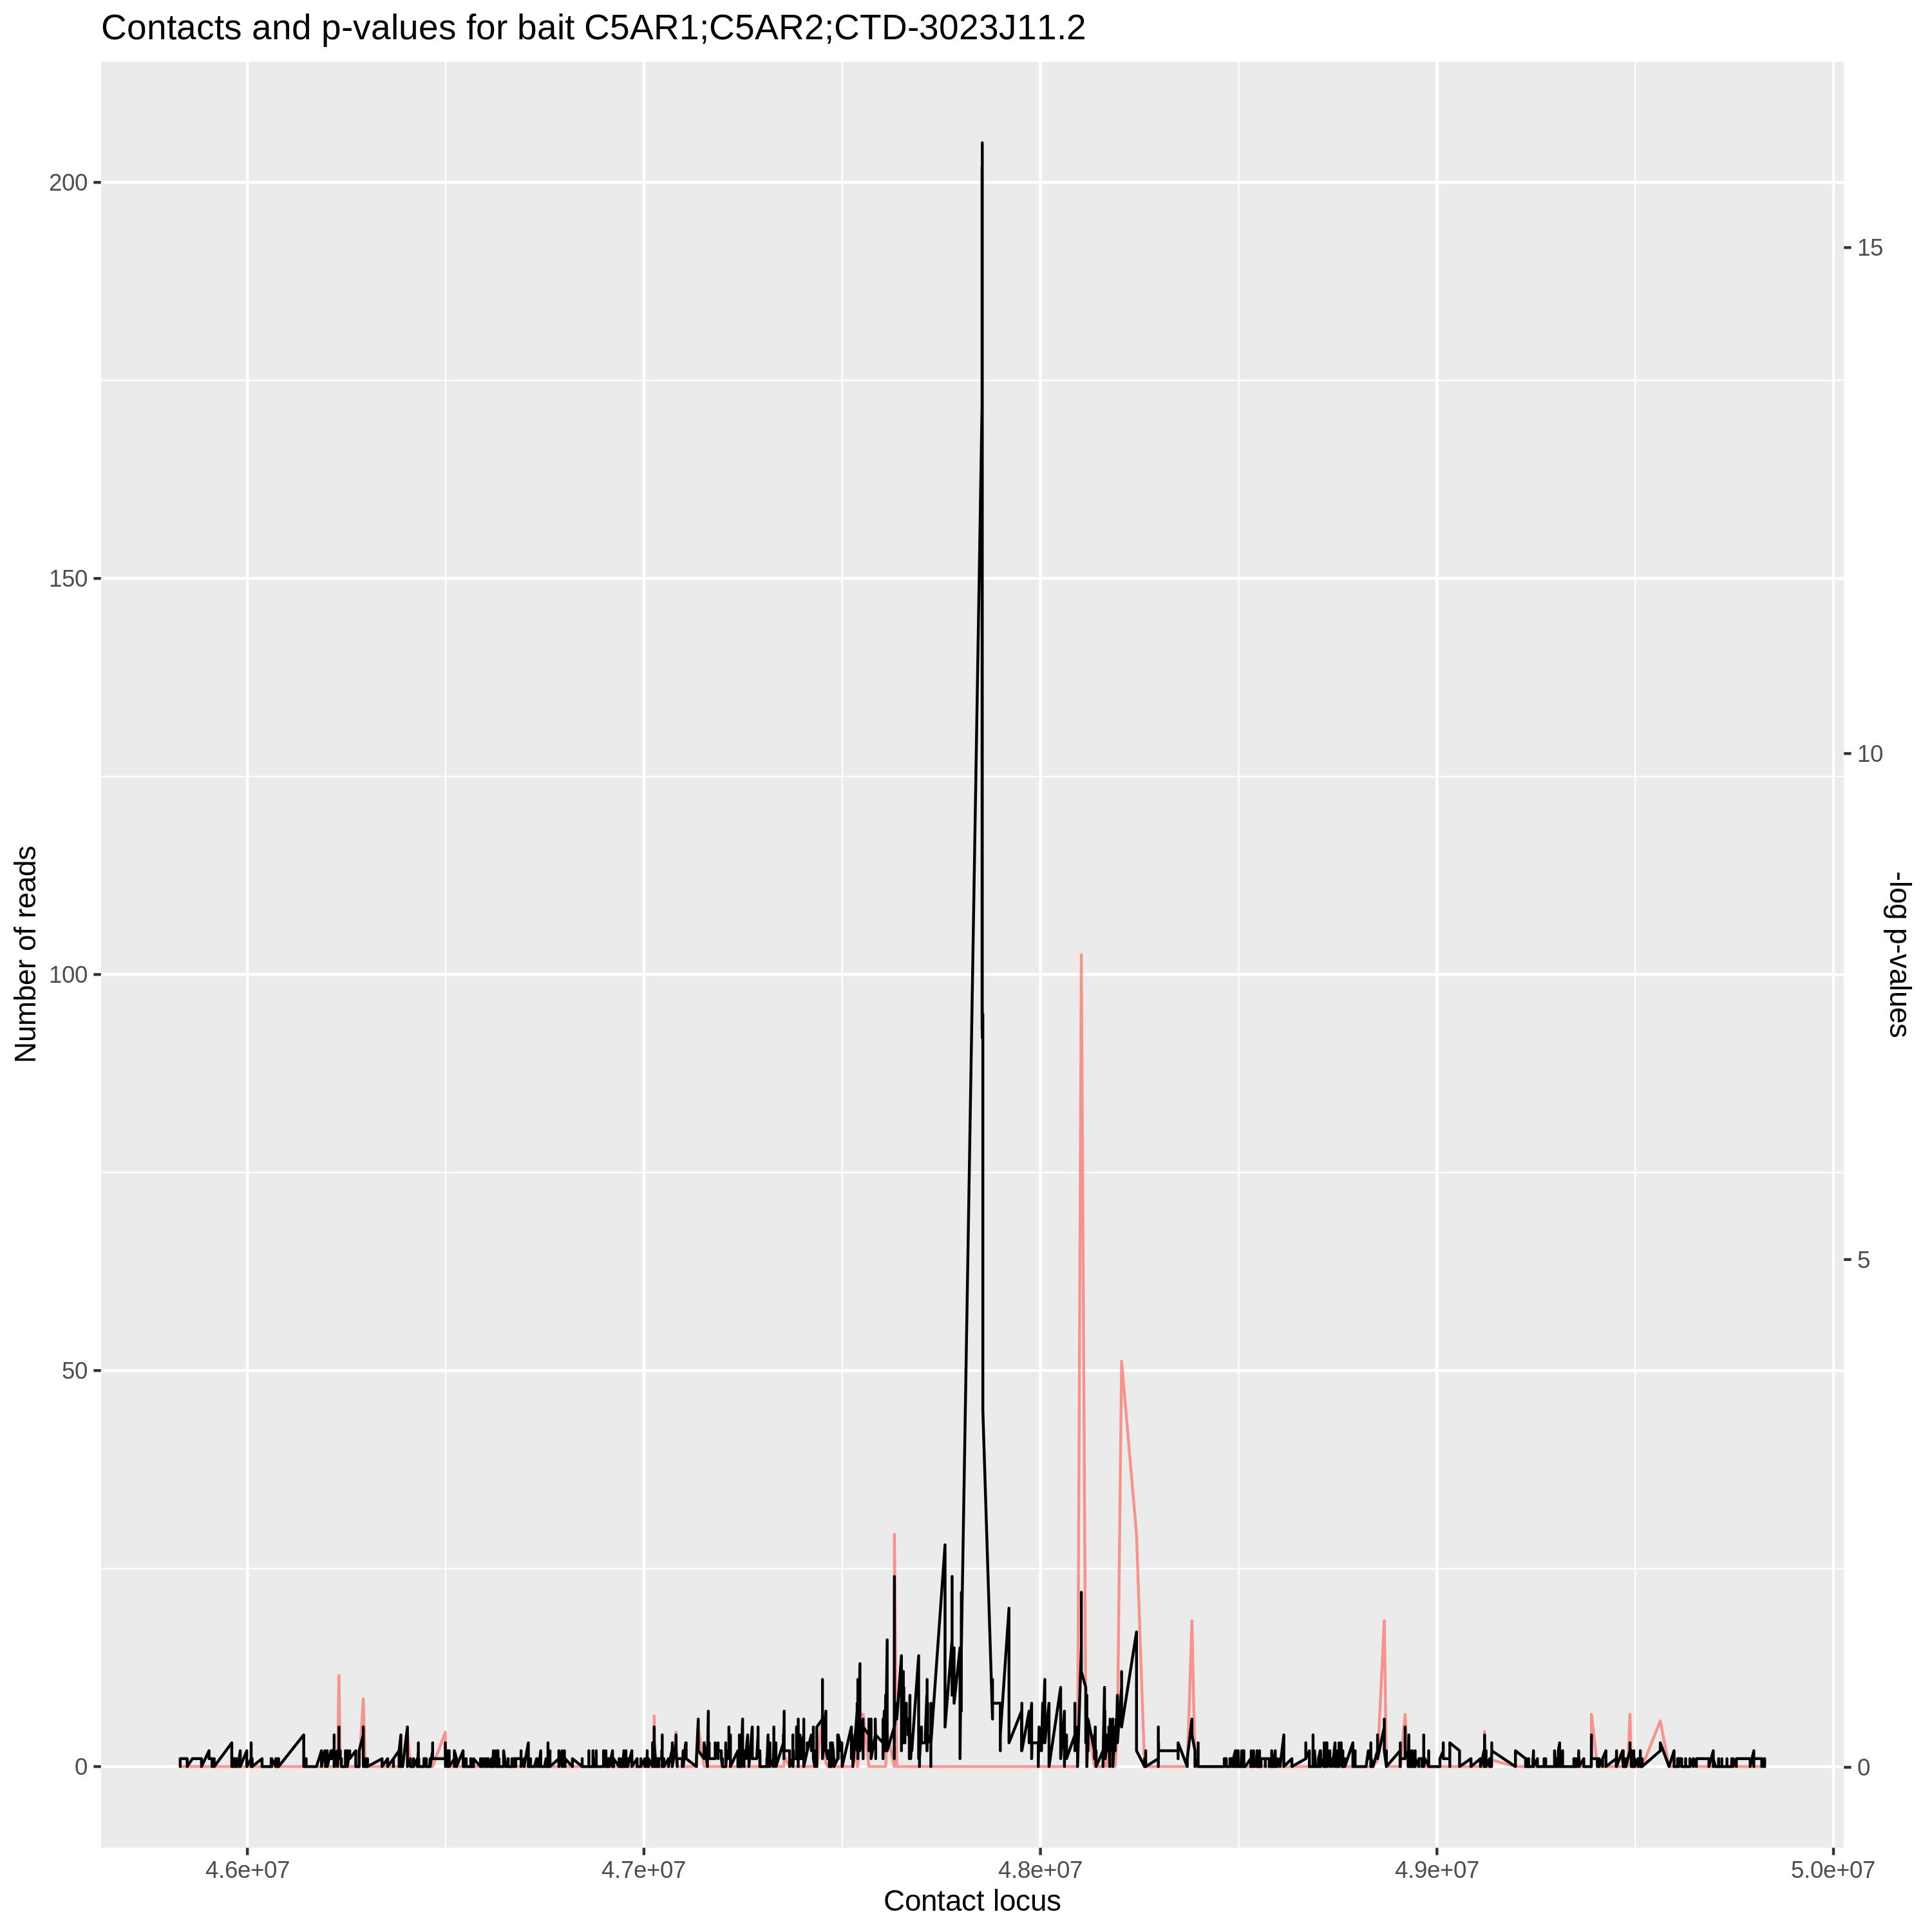 Contacts and p-values for bait C5AR1;C5AR2;CTD-3023J11.2
200
150
100
50
0
Number of reads
15
10
5
0
-log p-values
4.6e+07 4.7e+07 4.8e+07 4.9e+07 5.0e+07
Contact locus